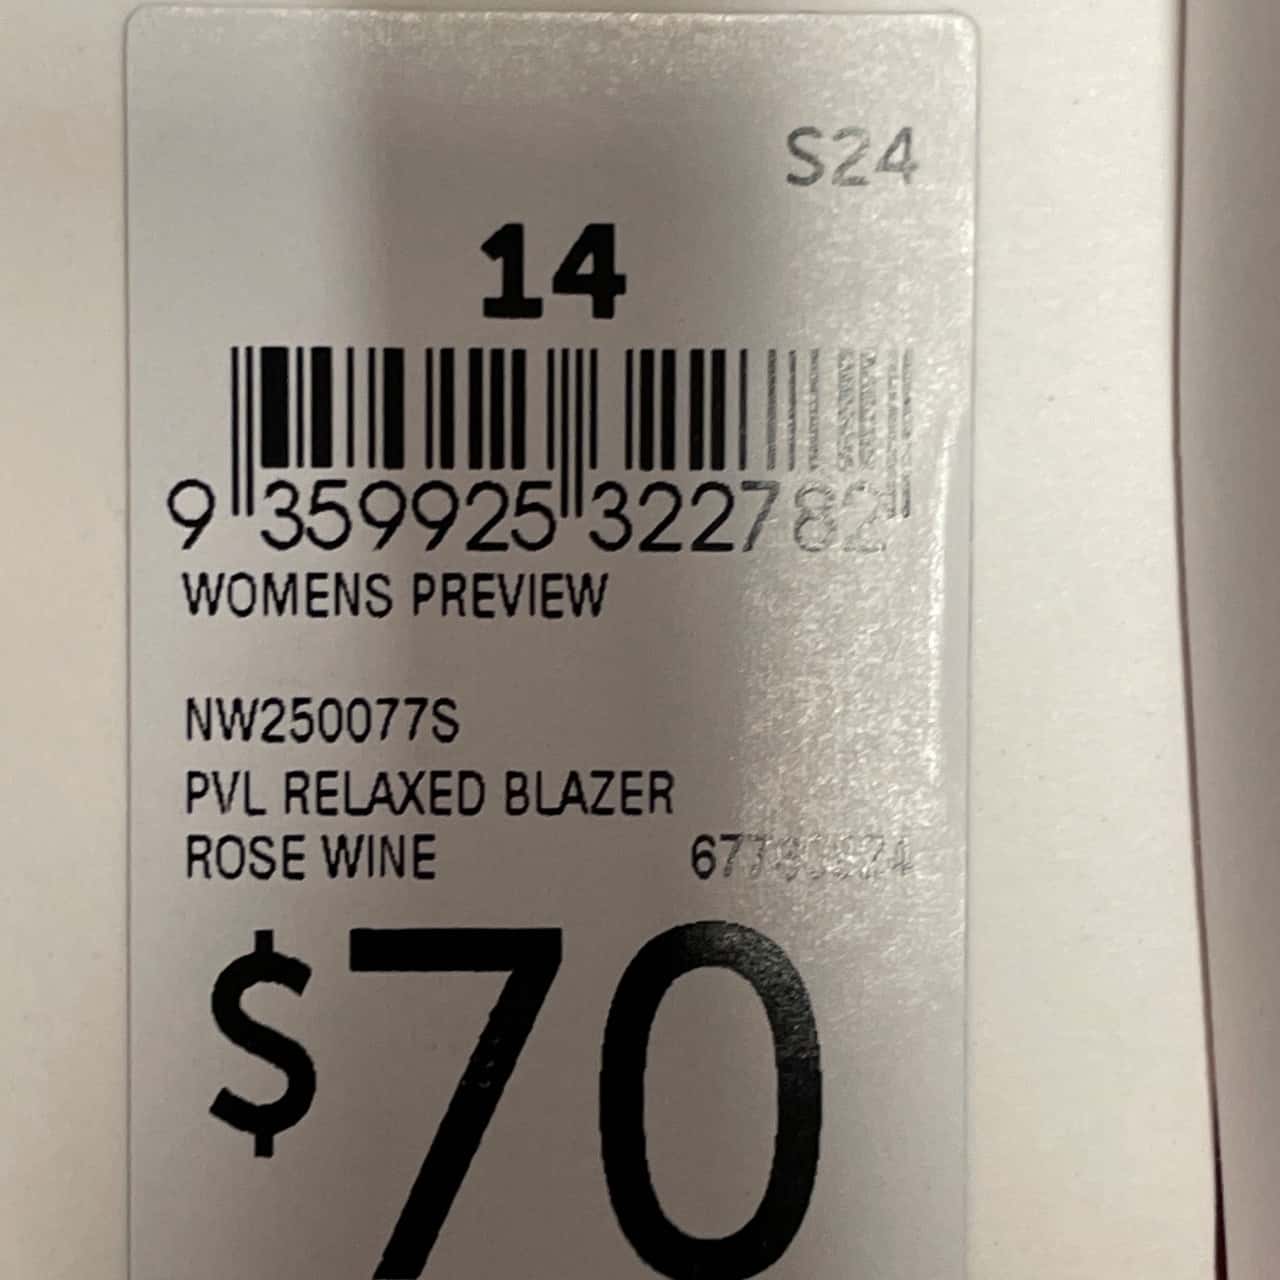 S24
14
9 359925 322782
WOMENS PREVIEW
NW250077S
PVL RELAXED BLAZER
ROSE WINE
$70